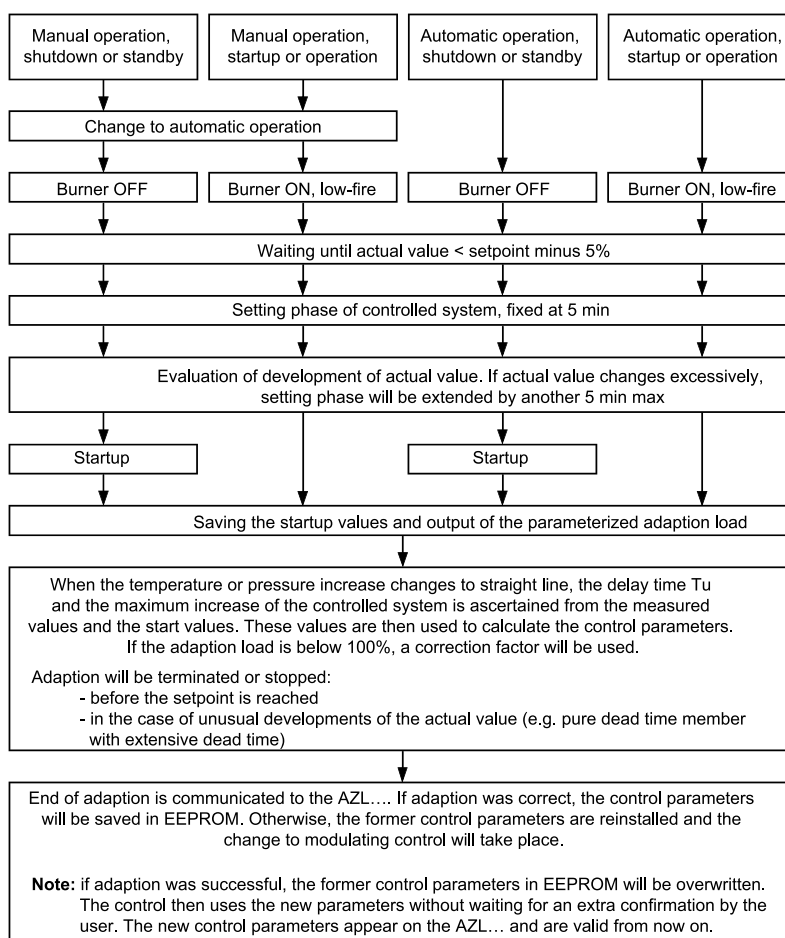 Manual operation,
shutdown or standby
Manual operation,
startup or operation
Automatic operation,
shutdown or standby
Automatic operation,
startup or operation
Change to automatic operation
Burner OFF
Burner ON, low-fire
Burner OFF
Burner ON, low-fire
Waiting until actual value < setpoint minus 5%
Setting phase of controlled system, fixed at 5 min
Evaluation of development of actual value. If actual value changes excessively,
setting phase will be extended by another 5 min max
Startup
Startup
Saving the startup values and output of the parameterized adaption load
When the temperature or pressure increase changes to straight line, the delay time Tu
and the maximum increase of the controlled system is ascertained from the measured
values and the start values. These values are then used to calculate the control parameters.
If the adaption load is below 100%, a correction factor will be used.
Adaption will be terminated or stopped:
- before the setpoint is reached
- in the case of unusual developments of the actual value (e.g. pure dead time member
with extensive dead time)
End of adaption is communicated to the AZL…. If adaption was correct, the control parameters
will be saved in EEPROM. Otherwise, the former control parameters are reinstalled and the
change to modulating control will take place.
Note: if adaption was successful, the former control parameters in EEPROM will be overwritten.
The control then uses the new parameters without waiting for an extra confirmation by the
user. The new control parameters appear on the AZL… and are valid from now on.